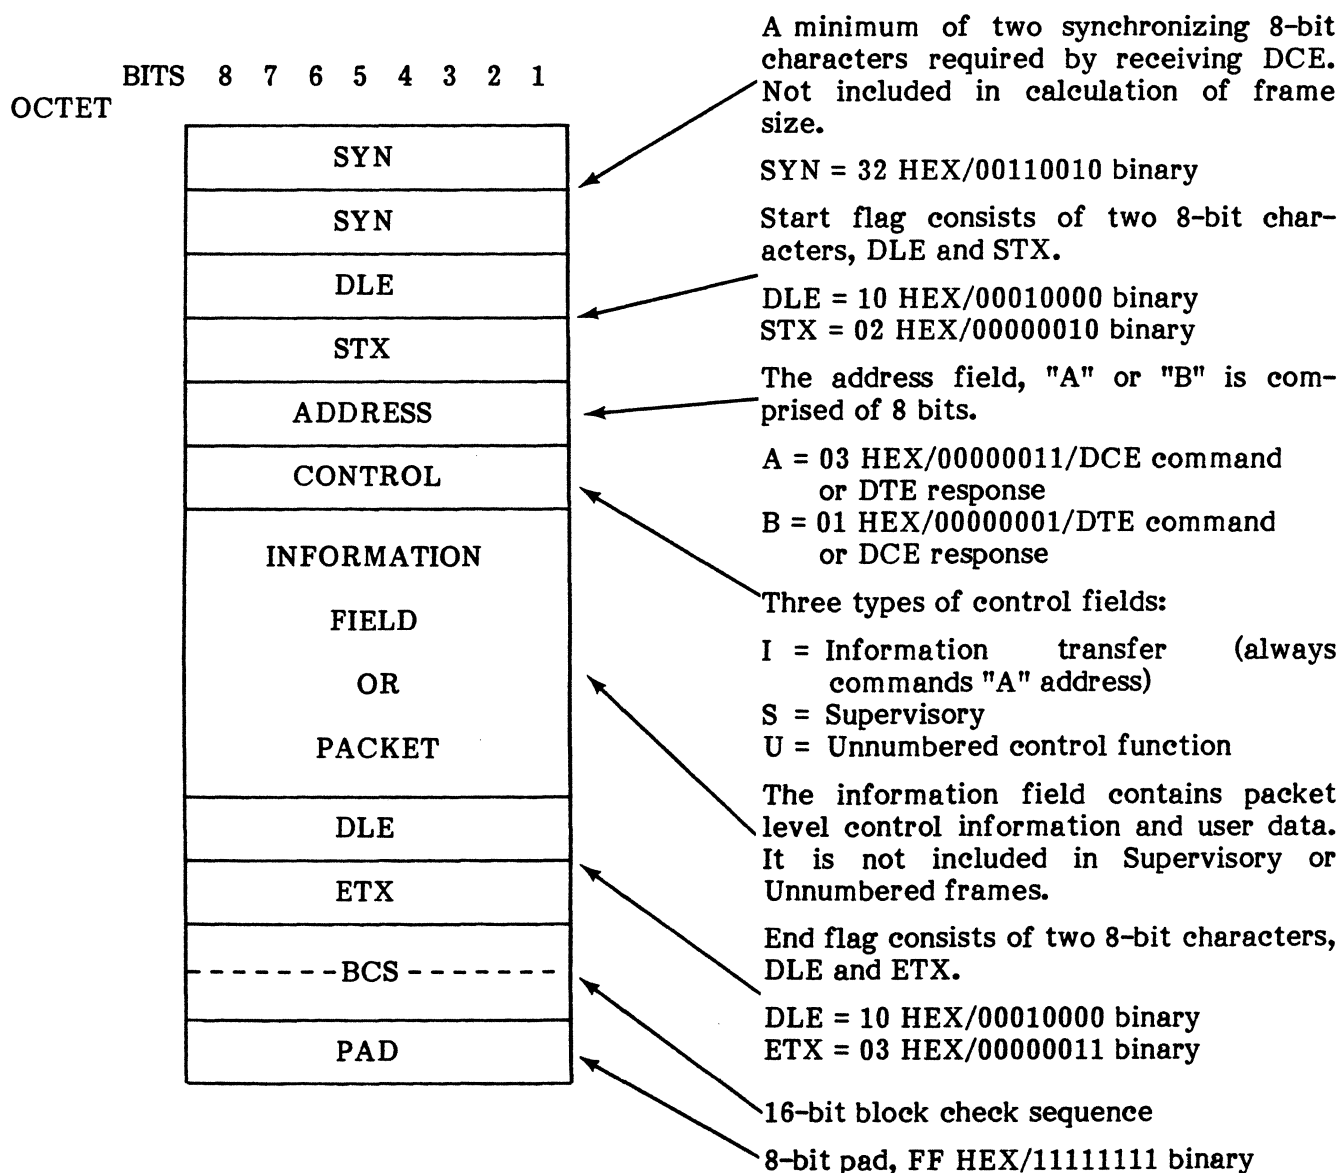 BITS 8 7 6 5 4 3 2 1
OCTET
SYN
SYN
DLE
STX
ADDRESS
CONTROL
INFORMATION
FIELD
OR
PACKET
DLE
ETX
BCS
PAD
A minimum of two synchronizing 8-bit
characters required by receiving DCE.
Not included in calculation of frame
size.
SYN = 32 HEX/00110010 binary
Start flag consists of two 8-bit char-
acters, DLE and STX.
DLE = 10 HEX/00010000 binary
STX = 02 HEX/00000010 binary
The address field, "A" or "B" is com-
prised of 8 bits.
A = 03 HEX/00000011/DCE command
or DTE response
B = 01 HEX/00000001/DTE command
or DCE response
Three types of control fields:
I = Information transfer (always
commands "A" address)
S = Supervisory
U = Unnumbered control function
The information field contains packet
level control information and user data.
It is not included in Supervisory or
Unnumbered frames.
End flag consists of two 8-bit characters,
DLE and ETX.
DLE = 10 HEX/00010000 binary
ETX = 03 HEX/00000011 binary
16-bit block check sequence
8-bit pad, FF HEX/11111111 binary